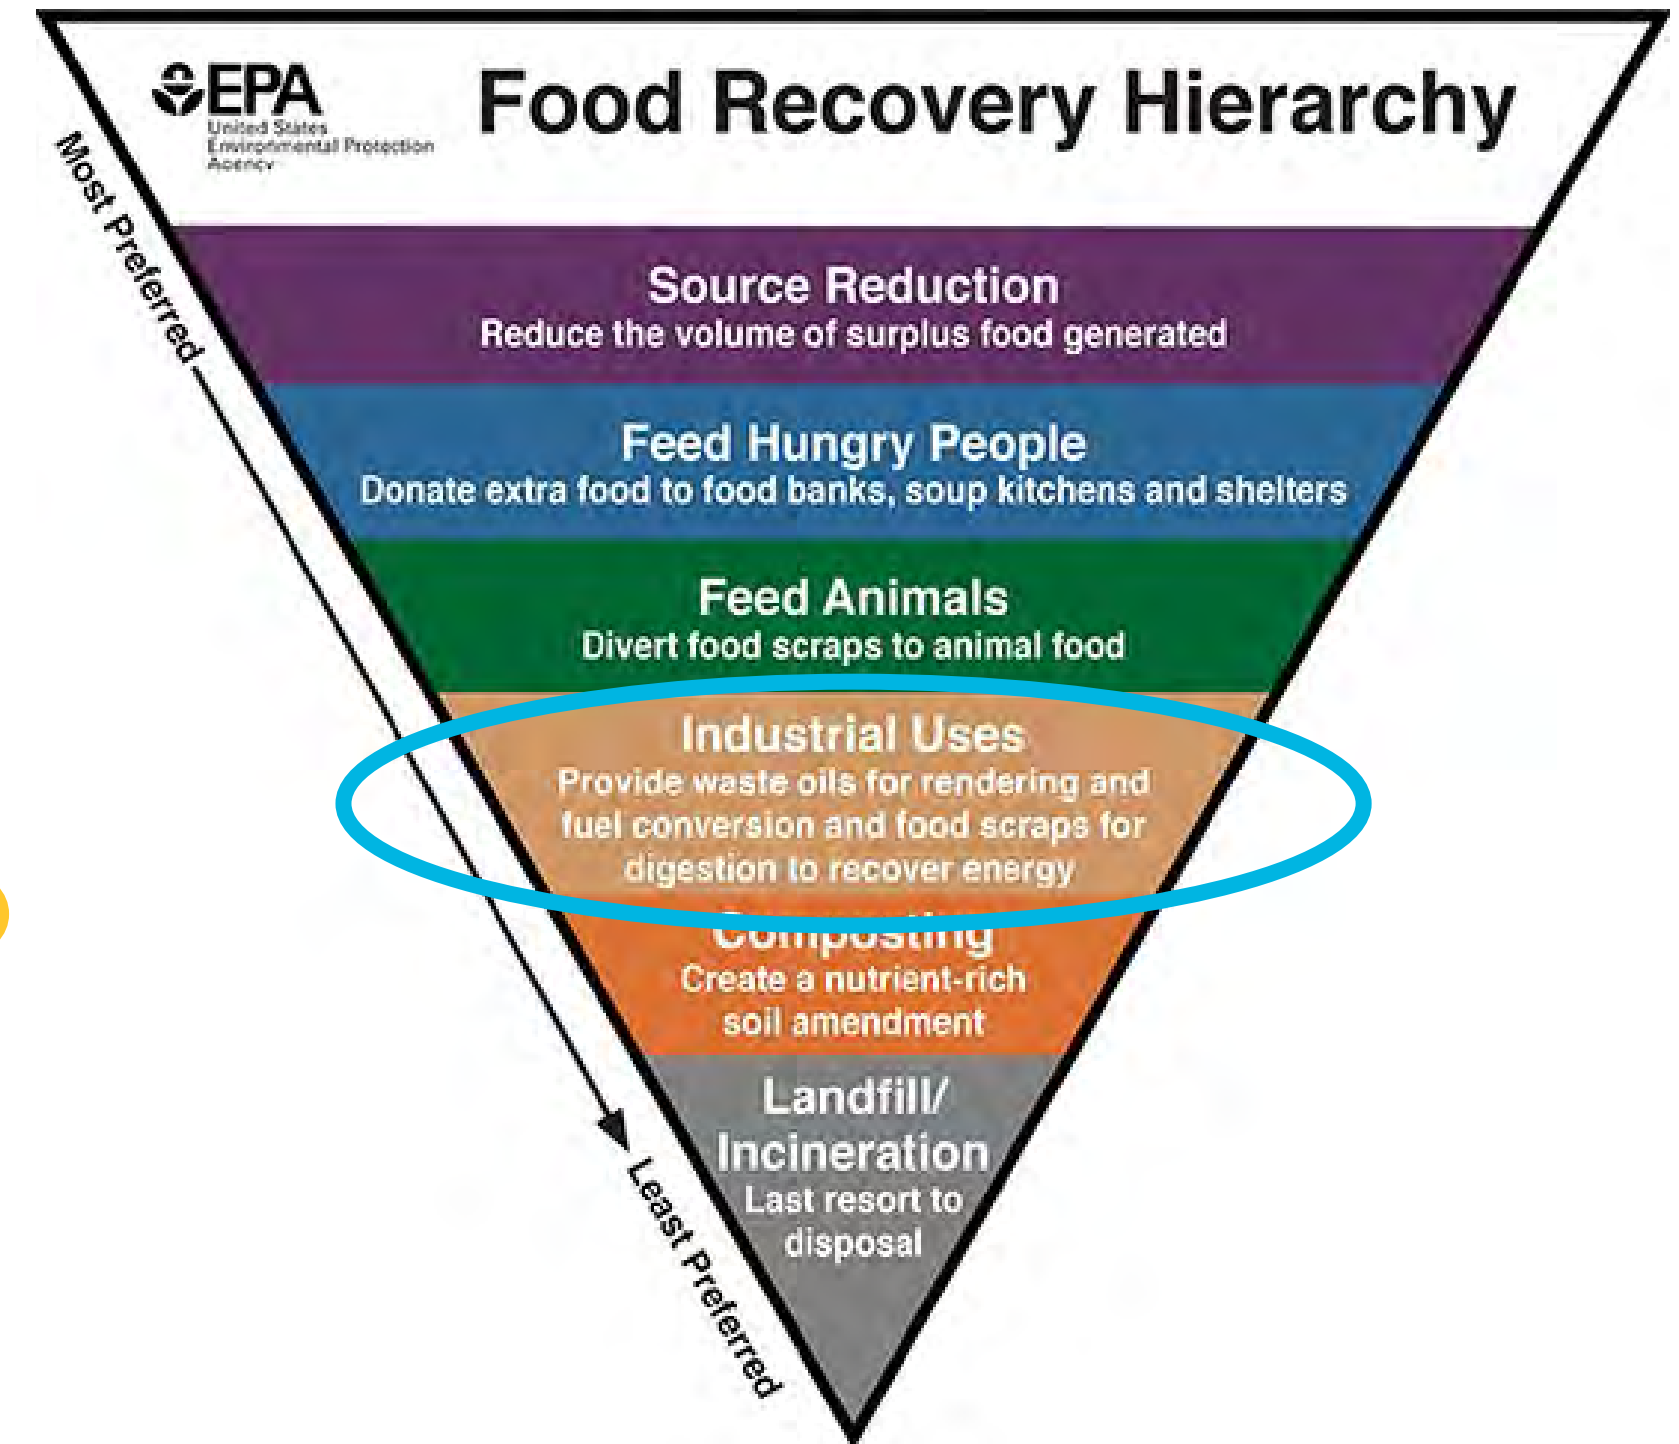 EPA
United States
Environmental Protection
Agency
Food Recovery Hierarchy
Most Preferred
Source Reduction
Reduce the volume of surplus food generated
Feed Hungry People
Donate extra food to food banks, soup kitchens and shelters
Feed Animals
Divert food scraps to animal food
Industrial Uses
Provide waste oils for rendering and
fuel conversion and food scraps for
digestion to recover energy
Composting
Create a nutrient-rich
soil amendment
Landfill/
Incineration
Last resort to
disposal
Least Preferred